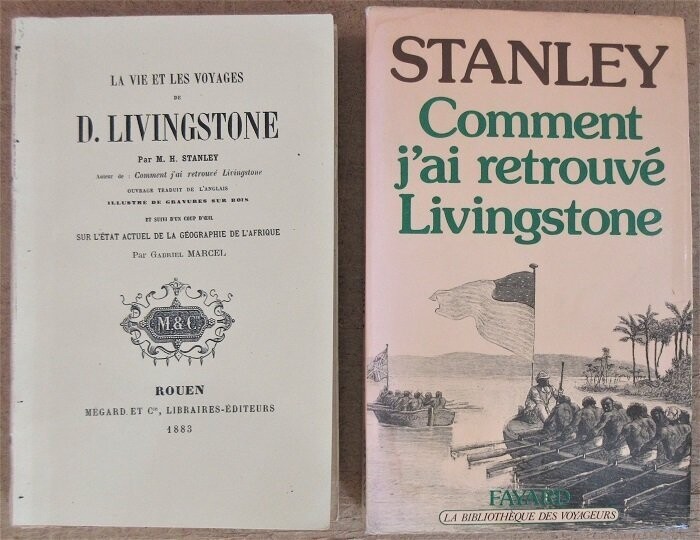 LA VIE ET LES VOYAGES
DE
D. LIVINGSTONE
Par M. H. STANLEY
Auteur de : Comment j'ai retrouvé Livingstone
OUVRAGE TRADUIT DE L'ANGLAIS
ILLUSTRE DE GRAVURES SUR BOIS
ET SUIVI D'UN COUP D'ŒIL
SUR L'ÉTAT ACTUEL DE LA GÉOGRAPHIE DE L'AFRIQUE
Par GABRIEL MARCEL
M&C
ROUEN
MÉGARD ET Cie, LIBRAIRES-ÉDITEURS
1883
STANLEY
Comment
j'ai retrouvé
Livingstone
FAYARD
LA BIBLIOTHÈQUE DES VOYAGEURS